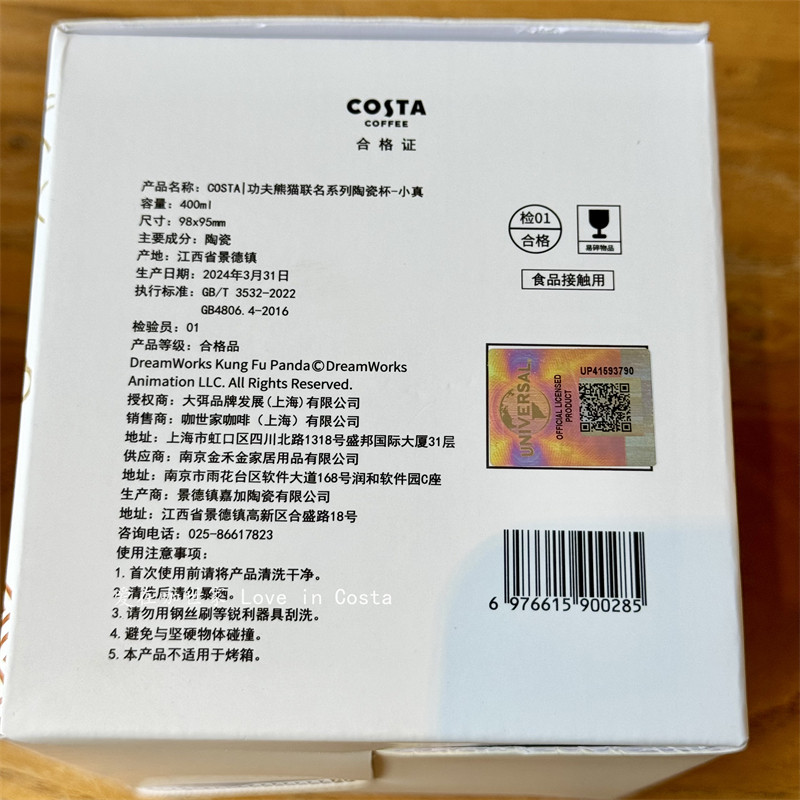 COSTA
COFFEE
合格证
产品名称：COSTA|功夫熊猫联名系列陶瓷杯-小真
容量：400ml
尺寸：98x95mm
主要成分：陶瓷
产地：江西省景德镇
生产日期：2024年3月31日
执行标准：GB/T 3532-2022
GB4806.4-2016
检验员：01
产品等级：合格品
DreamWorks Kung Fu Panda©DreamWorks
Animation LLC. All Rights Reserved.
授权商：大弭品牌发展(上海)有限公司
销售商：咖世家咖啡（上海）有限公司
地址：上海市虹口区四川北路1318号盛邦国际大厦31层
供应商：南京金禾金家居用品有限公司
地址：南京市雨花台区软件大道168号润和软件园C座
生产商：景德镇嘉加陶瓷有限公司
地址：江西省景德镇高新区合盛路18号
咨询电话：025-86617823
使用注意事项：
1.首次使用前请将产品清洗干净。
2.清洗后请勿暴晒。
Love in Costa
3.请勿用钢丝刷等锐利器具刮洗。
4.避免与坚硬物体碰撞。
5.本产品不适用于烤箱。
检01
合格
易碎物品
食品接触用
UNIVERSAL
OFFICIAL LICENSED
PRODUCT
UP41593790
6 976615 900285